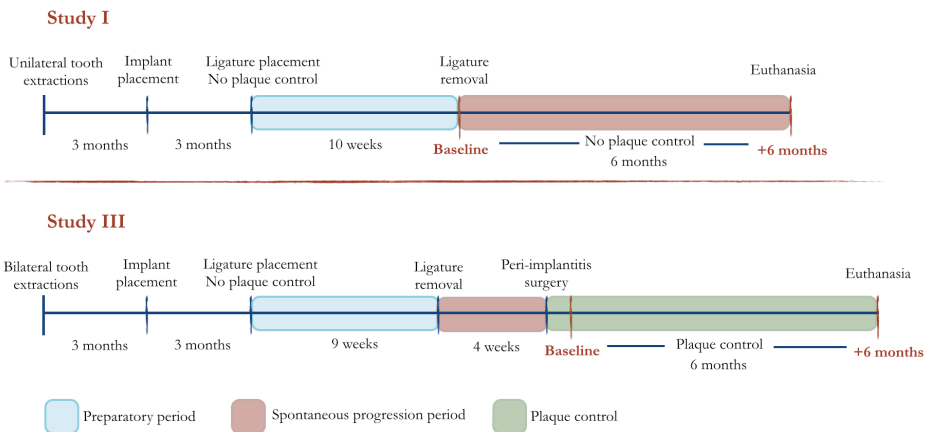 Study I
Unilateral tooth
extractions
Implant
placement
Ligature placement
No plaque control
Ligature
removal
Euthanasia
3 months
3 months
10 weeks
Baseline
No plaque control
6 months
+6 months
Study III
Bilateral tooth
extractions
Implant
placement
Ligature placement
No plaque control
Ligature
removal
Peri-implantitis
surgery
Euthanasia
3 months
3 months
9 weeks
4 weeks
Baseline
Plaque control
6 months
+6 months
Preparatory period
Spontaneous progression period
Plaque control